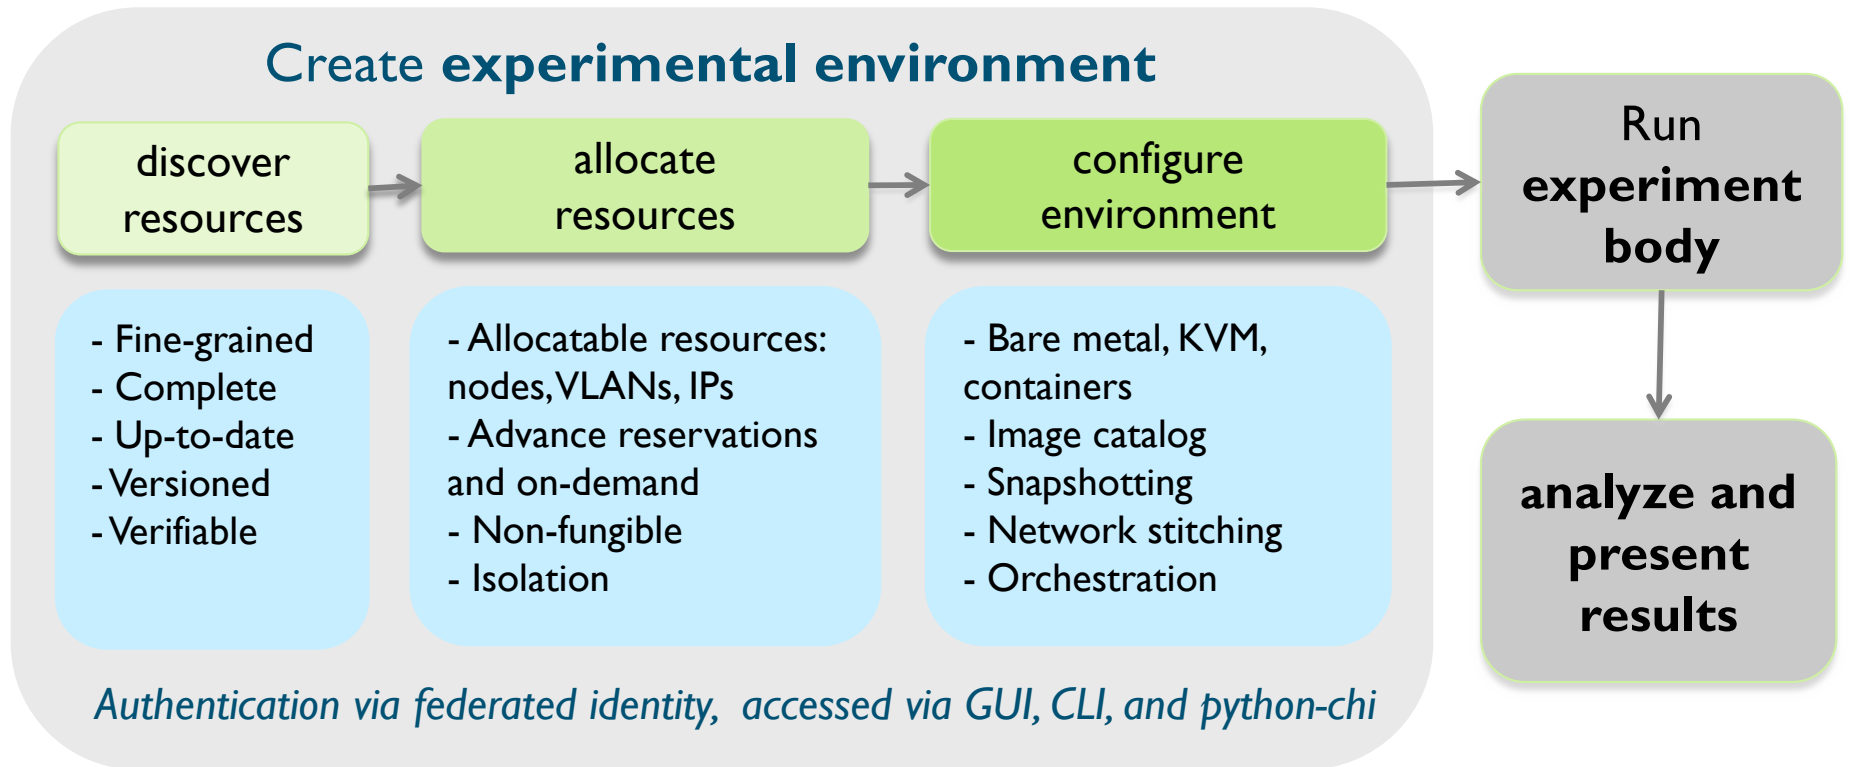 Create experimental environment
discover
resources
allocate
resources
configure
environment
Run
experiment
body
- Fine-grained
- Complete
- Up-to-date
- Versioned
- Verifiable
- Allocatable resources:
nodes, VLANs, IPs
- Advance reservations
and on-demand
- Non-fungible
- Isolation
- Bare metal, KVM,
containers
- Image catalog
- Snapshotting
- Network stitching
- Orchestration
analyze and
present
results
Authentication via federated identity, accessed via GUI, CLI, and python-chi